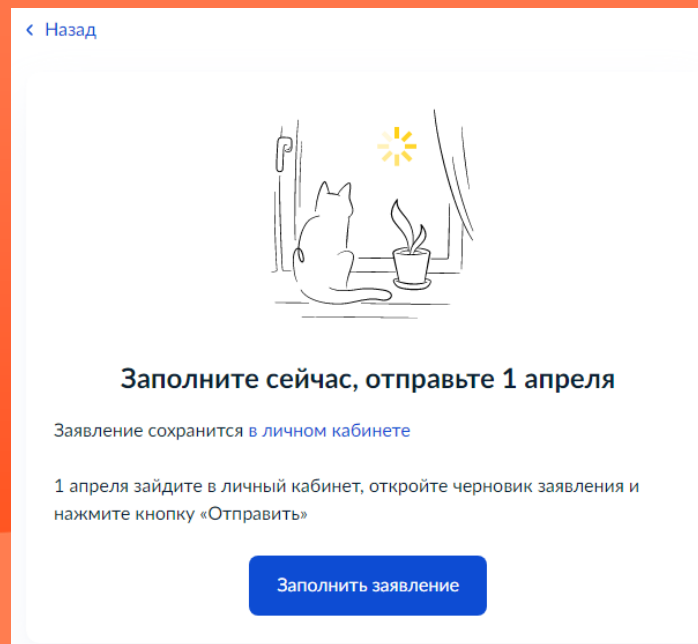 Назад
Заполните сейчас, отправьте 1 апреля
Заявление сохранится в личном кабинете
1 апреля зайдите в личный кабинет, откройте черновик заявления и
нажмите кнопку «Отправить»
Заполнить заявление